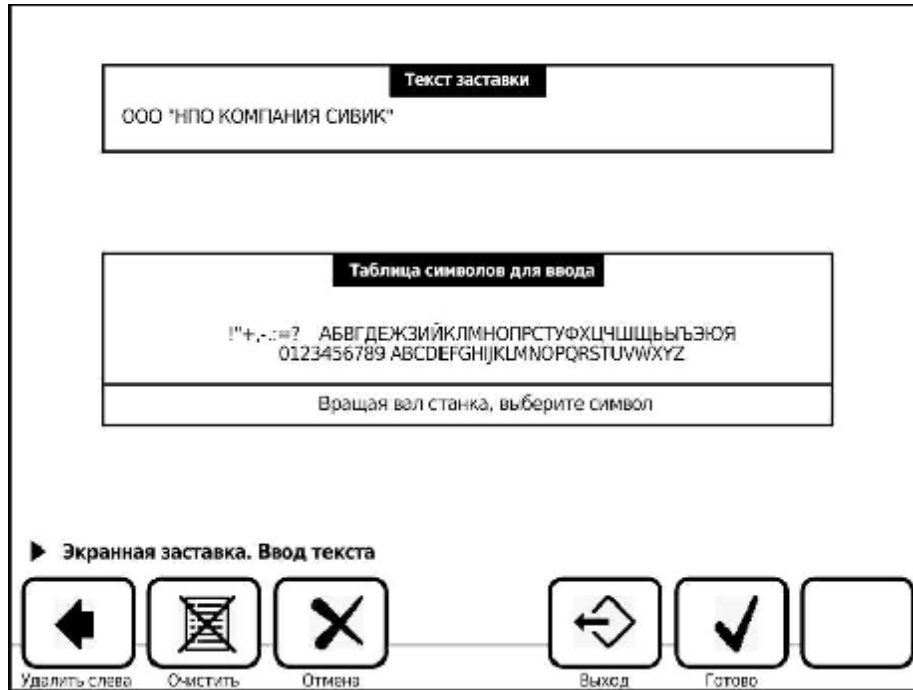 Текст заставки
ООО "НПО КОМПАНИЯ СИВИК"
Таблица символов для ввода
!"+,-.:=? АБВГДЕЖЗИЙКЛМНОПРСТУФХЦЧШЩЬЫЪЭЮЯ
0123456789 ABCDEFGHIJKLMNOPQRSTUVWXYZ
Вращая вал станка, выберите символ
Экранная заставка. Ввод текста
Удалить слева Очистить Отмена Выход Готово